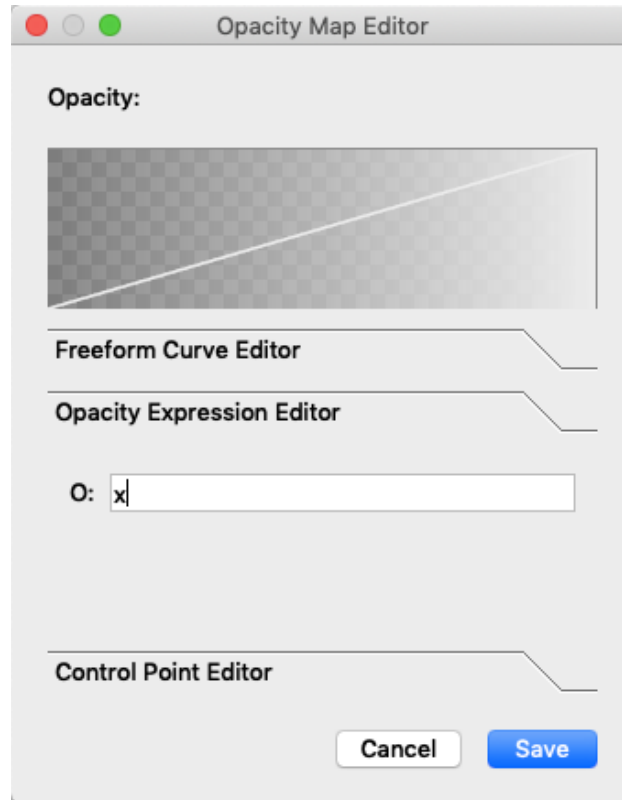 Opacity Map Editor
Opacity:
Freeform Curve Editor
Opacity Expression Editor
O: x
Control Point Editor
Cancel Save